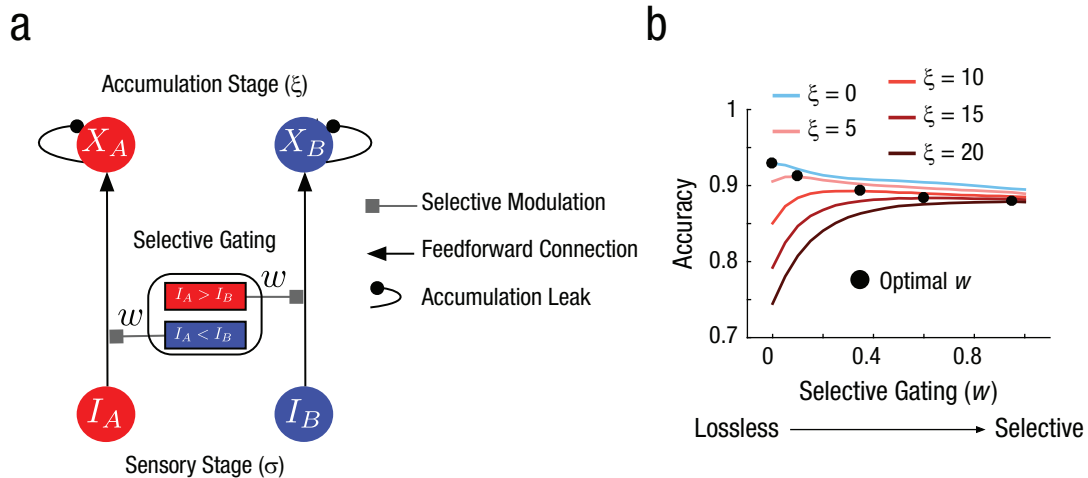 a
Accumulation Stage (ξ)
X_A
X_B
Selective Gating
w
I_A > I_B
w
I_A < I_B
I_A
I_B
Sensory Stage (σ)
Selective Modulation
Feedforward Connection
Accumulation Leak
b
ξ = 0
ξ = 5
ξ = 10
ξ = 15
ξ = 20
1
0.9
0.8
0.7
Accuracy
Optimal w
0
0.4
0.8
Selective Gating (w)
Lossless
Selective